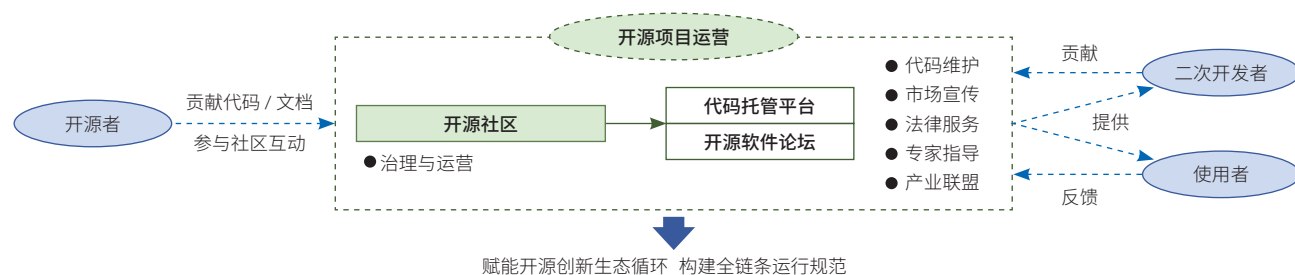 开源项目运营
开源者
贡献代码 / 文档
参与社区互动
开源社区
● 治理与运营
代码托管平台
开源软件论坛
● 代码维护
● 市场宣传
● 法律服务
● 专家指导
● 产业联盟
贡献
提供
反馈
二次开发者
使用者
赋能开源创新生态循环 构建全链条运行规范